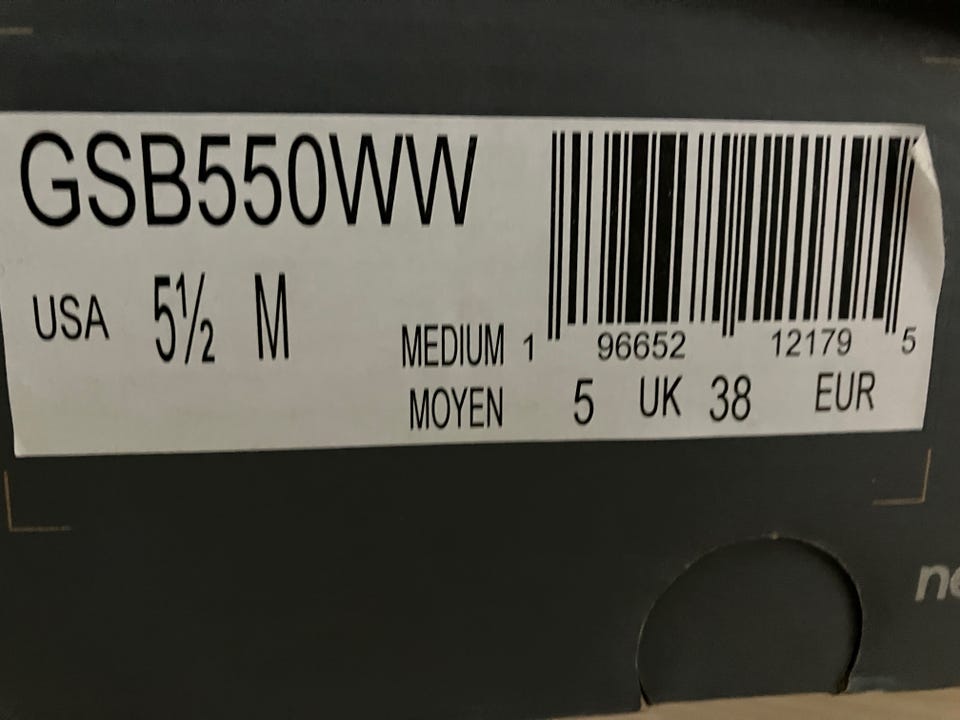 GSB550WW
USA 5½ M
MEDIUM 1 96652 12179 5
MOYEN 5 UK 38 EUR